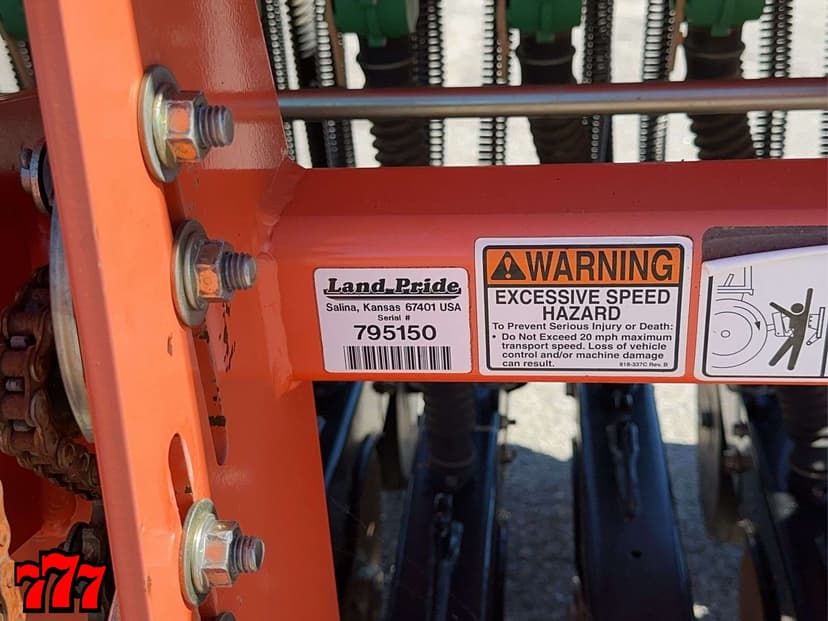 Land Pride
Salina, Kansas 67401 USA
Serial #
795150
WARNING
EXCESSIVE SPEED
HAZARD
To Prevent Serious Injury or Death:
• Do Not Exceed 20 mph maximum
transport speed. Loss of vehicle
control and/or machine damage
can result.
818-337C Rev. B
777